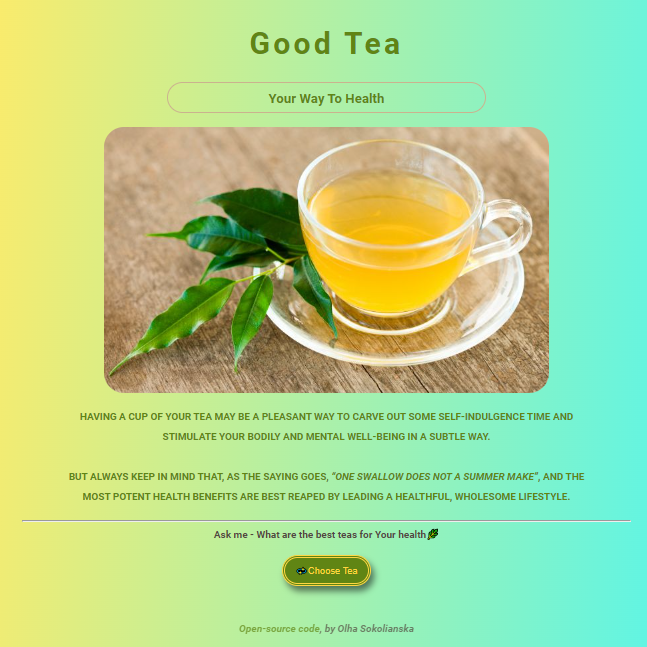 Good Tea
Your Way To Health
HAVING A CUP OF YOUR TEA MAY BE A PLEASANT WAY TO CARVE OUT SOME SELF-INDULGENCE TIME AND
STIMULATE YOUR BODILY AND MENTAL WELL-BEING IN A SUBTLE WAY.
BUT ALWAYS KEEP IN MIND THAT, AS THE SAYING GOES, “ONE SWALLOW DOES NOT A SUMMER MAKE”, AND THE
MOST POTENT HEALTH BENEFITS ARE BEST REAPED BY LEADING A HEALTHFUL, WHOLESOME LIFESTYLE.
Ask me - What are the best teas for Your health
Choose Tea
Open-source code, by Olha Sokolianska